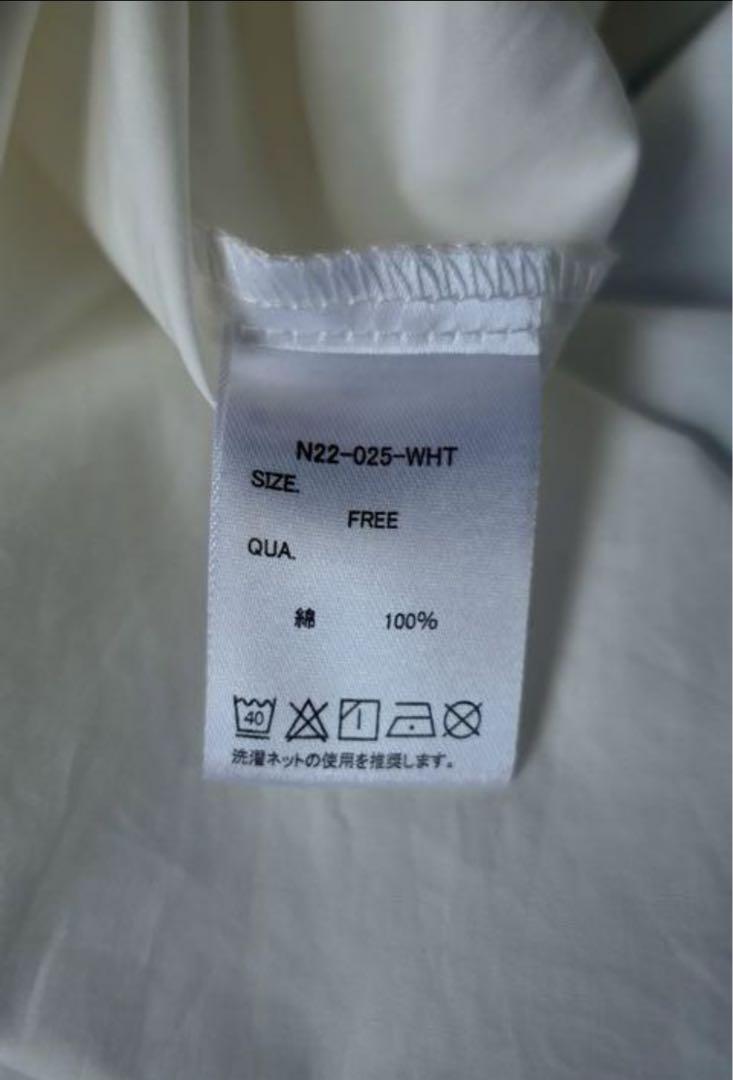 N22-025-WHT
SIZE.
FREE
QUA.
綿 100%
40
洗濯ネットの使用を推奨します。